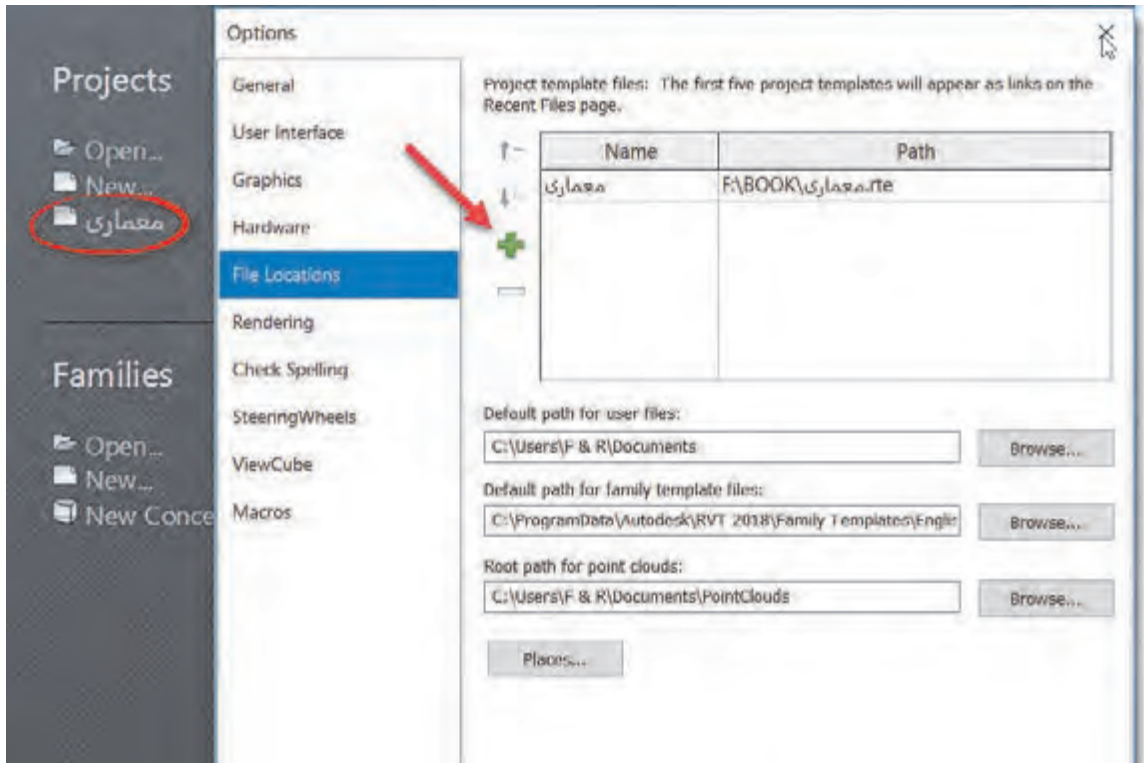 Projects
Open...
New...
معماری
Families
Open...
New...
New Conce
Options
General
User Interface
Graphics
Hardware
File Locations
Rendering
Check Spelling
SteeringWheels
ViewCube
Macros
Project template files: The first five project templates will appear as links on the
Recent Files page.
Name Path
معماری F:\BOOK\معماری.rte
Default path for user files:
C:\Users\F & R\Documents Browse...
Default path for family template files:
C:\ProgramData\Autodesk\RVT 2018\Family Templates\Englis Browse...
Root path for point clouds:
C:\Users\F & R\Documents\PointClouds Browse...
Places...